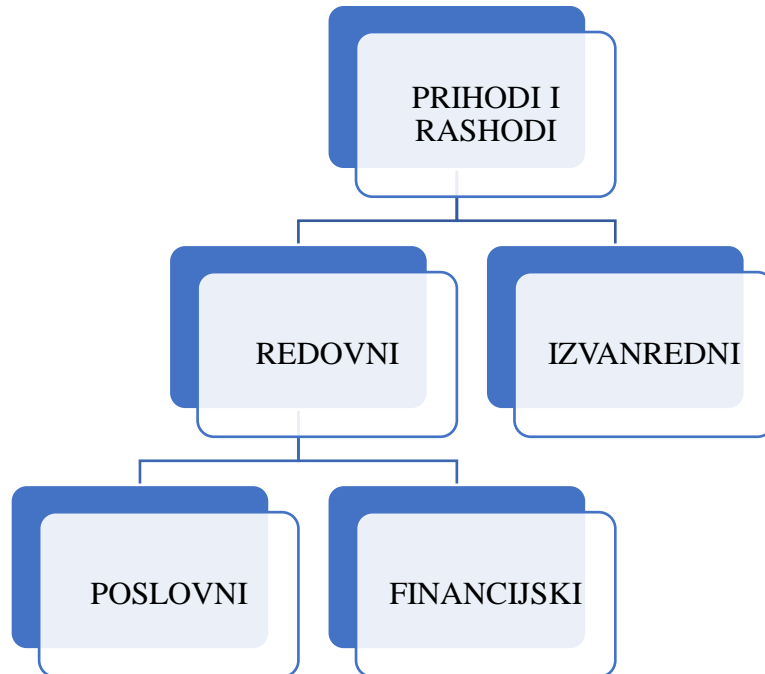 PRIHODI I
RASHODI
REDOVNI
IZVANREDNI
POSLOVNI
FINANCIJSKI